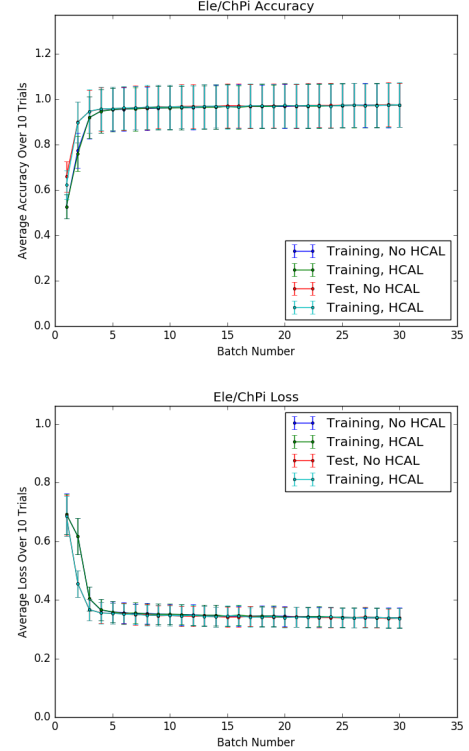 Ele/ChPi Accuracy
1.2
1.0
0.8
0.6
0.4
0.2
0.0
Average Accuracy Over 10 Trials
Training, No HCAL
Training, HCAL
Test, No HCAL
Training, HCAL
0 5 10 15 20 25 30 35
Batch Number
Ele/ChPi Loss
1.0
0.8
0.6
0.4
0.2
0.0
Average Loss Over 10 Trials
Training, No HCAL
Training, HCAL
Test, No HCAL
Training, HCAL
0 5 10 15 20 25 30 35
Batch Number